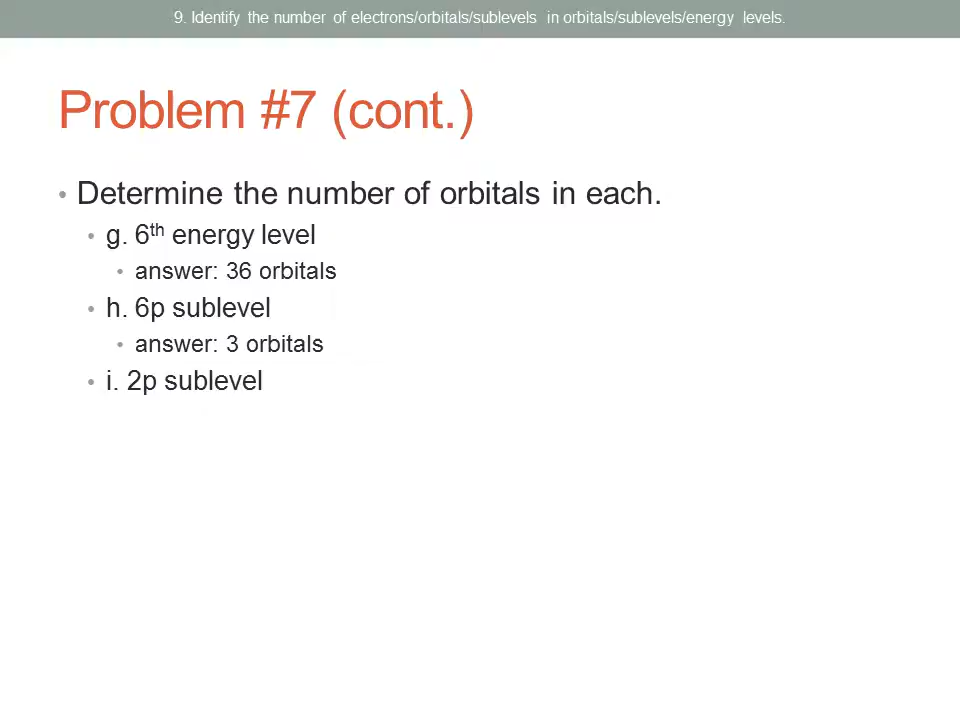 9. Identify the number of electrons/orbitals/sublevels in orbitals/sublevels/energy levels.
Problem #7 (cont.)
• Determine the number of orbitals in each.
• g. 6th energy level
• answer: 36 orbitals
• h. 6p sublevel
• answer: 3 orbitals
• i. 2p sublevel